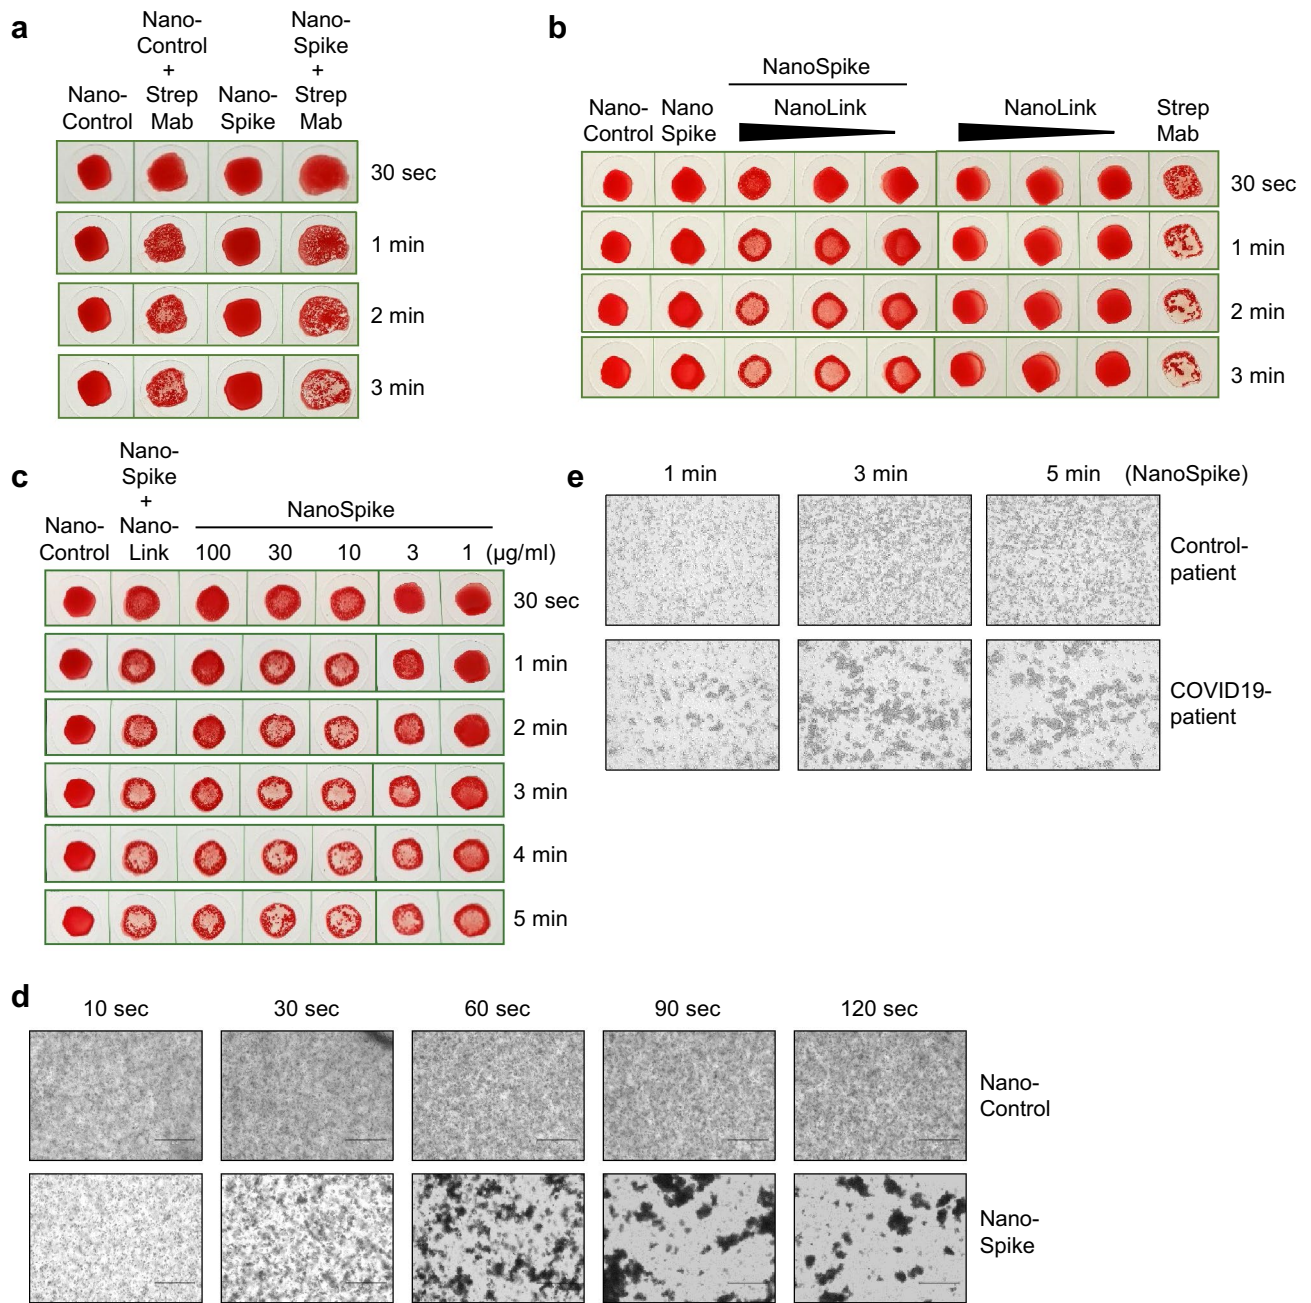 a
Nano-
Control
Nano-
Control
+
Strep
Mab
Nano-
Spike
Nano-
Spike
+
Strep
Mab
30 sec
1 min
2 min
3 min
b
NanoSpike
Nano-
Control
Nano
Spike
NanoLink
NanoLink
Strep
Mab
30 sec
1 min
2 min
3 min
c
Nano-
Control
Nano-
Spike
+
Nano-
Link
NanoSpike
100 30 10 3 1 (µg/ml)
30 sec
1 min
2 min
3 min
4 min
5 min
e
1 min 3 min 5 min (NanoSpike)
Control-
patient
COVID19-
patient
d
10 sec 30 sec 60 sec 90 sec 120 sec
Nano-
Control
Nano-
Spike